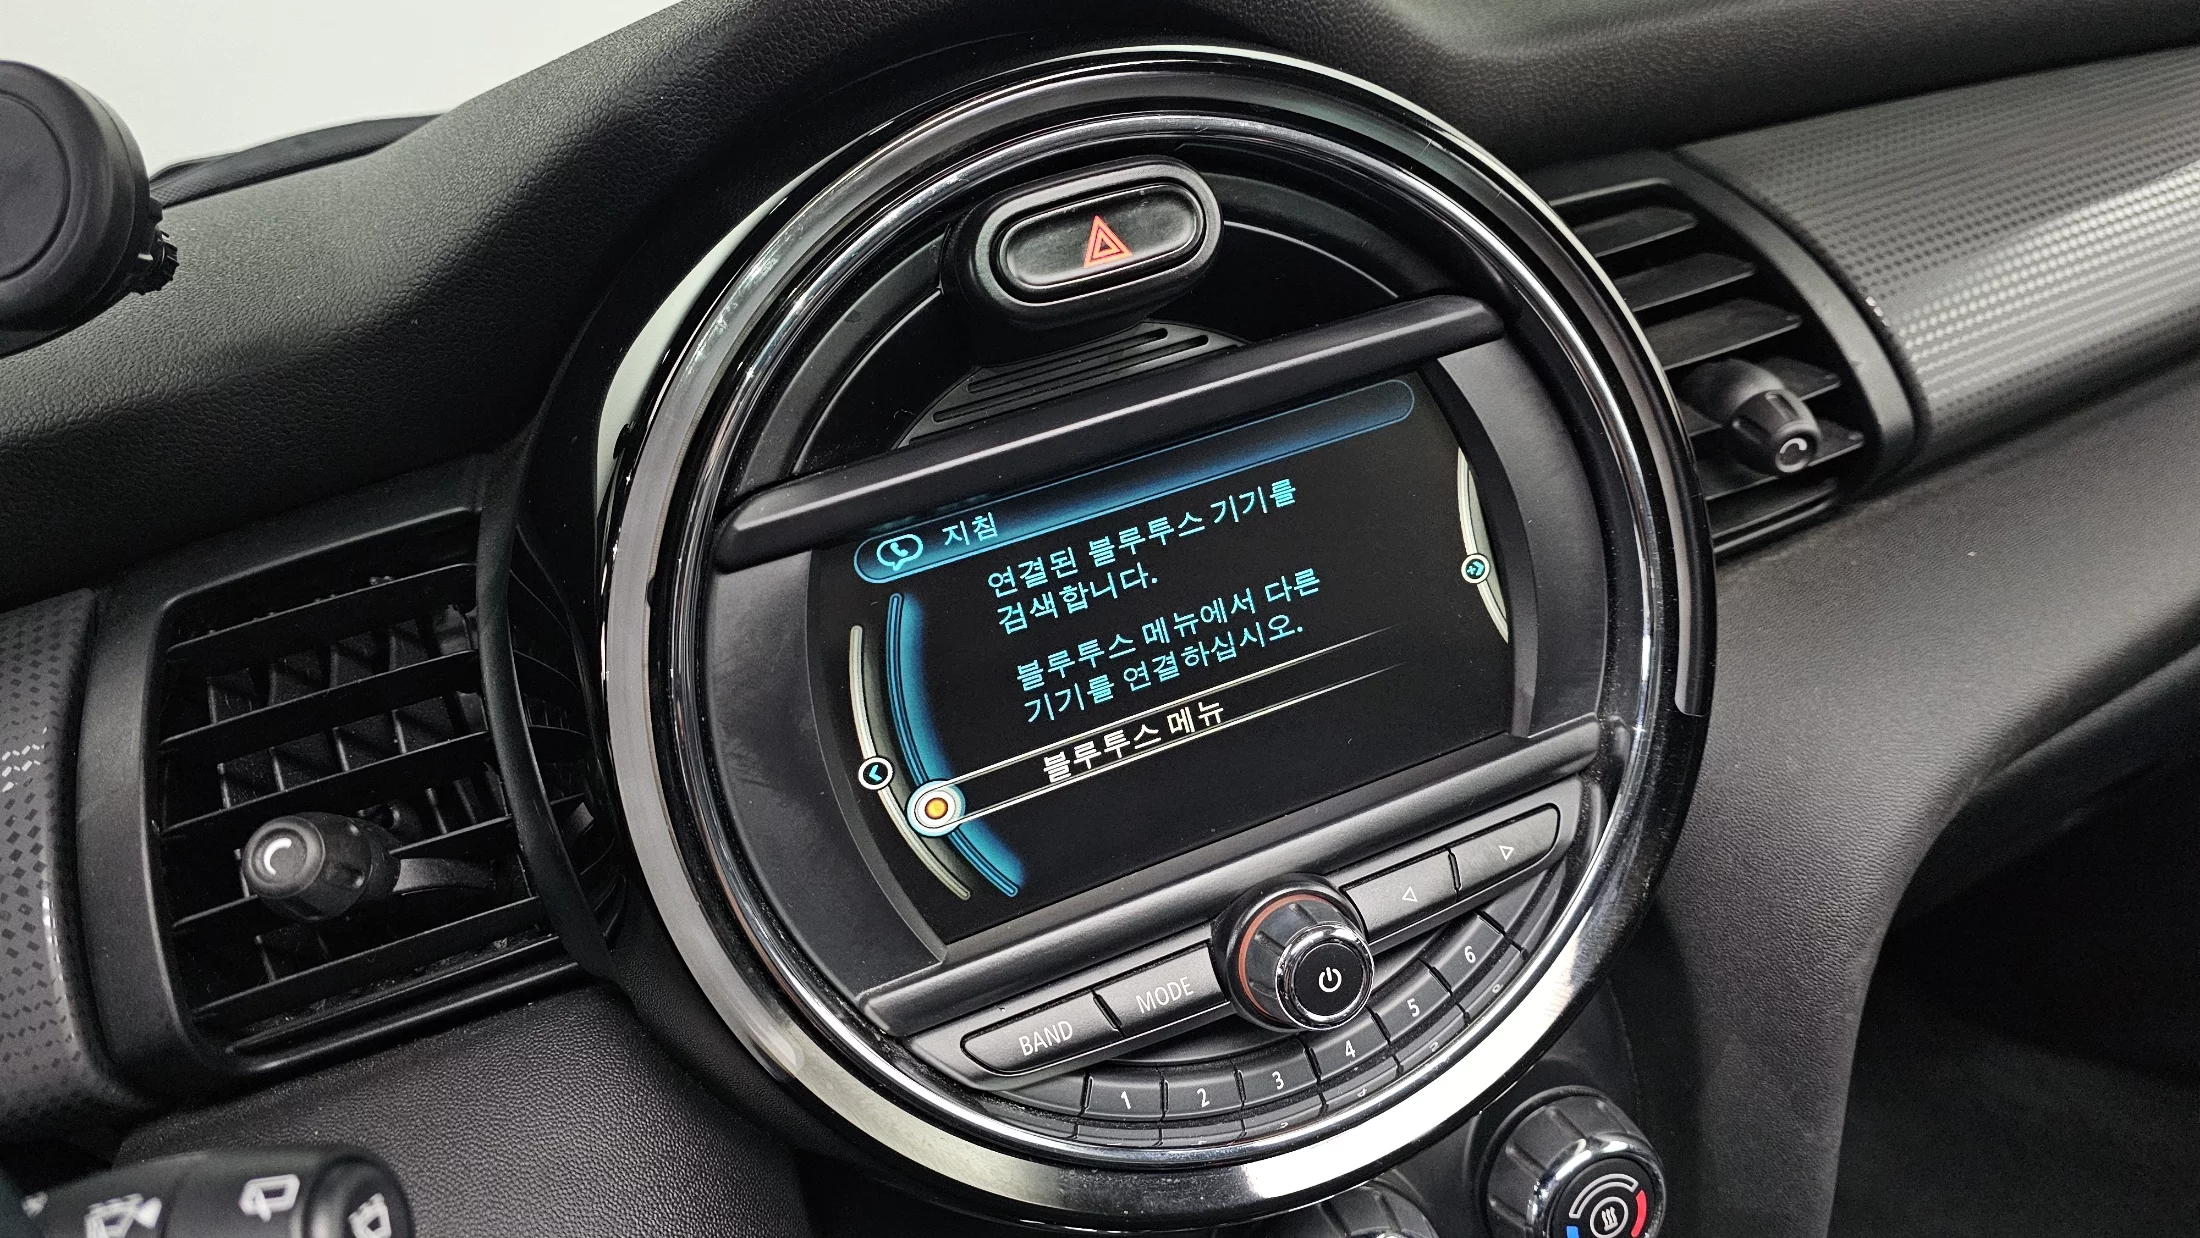 지침
연결된 블루투스 기기를
검색합니다.
블루투스 메뉴에서 다른
기기를 연결하십시오.
블루투스 메뉴
BAND
MODE
1
2
3
4
5
6